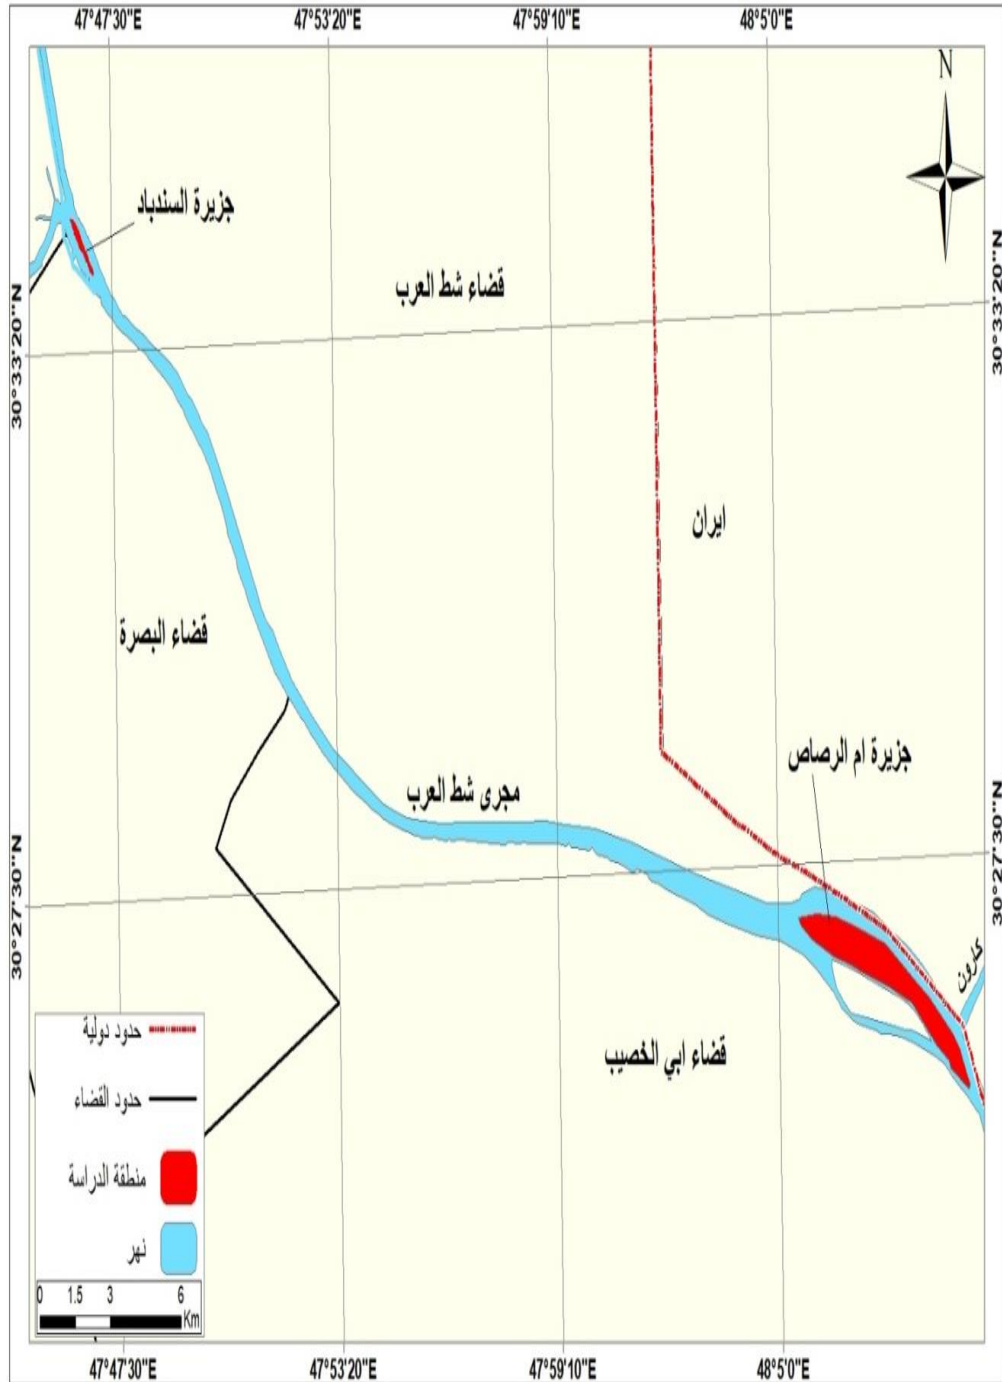 47°47'30"E 47°53'20"E 47°59'10"E 48°5'0"E
N
جزيرة السندباد
قضاء شط العرب
30°33'20"N
30°33'20"N
ايران
قضاء البصرة
جزيرة ام الرصاص
مجرى شط العرب
30°27'30"N
30°27'30"N
كارون
قضاء ابي الخصيب
حدود دولية
حدود القضاء
منطقة الدراسة
نهر
0 1.5 3 6
Km
47°47'30"E 47°53'20"E 47°59'10"E 48°5'0"E